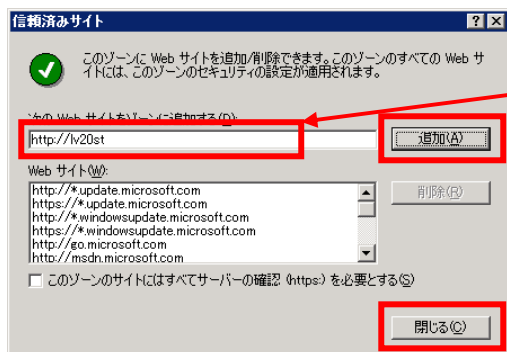 信頼済みサイト
このゾーンに Web サイトを追加/削除できます。このゾーンのすべての Web サ
イトには、このゾーンのセキュリティの設定が適用されます。
次の Web サイトをゾーンに追加する(D):
http://lv20st
追加(A)
Web サイト(W):
http://*.update.microsoft.com
https://*.update.microsoft.com
http://*.windowsupdate.microsoft.com
https://*.windowsupdate.microsoft.com
http://go.microsoft.com
http://msdn.microsoft.com
削除(R)
このゾーンのサイトにはすべてサーバーの確認 (https:) を必要とする(S)
閉じる(C)